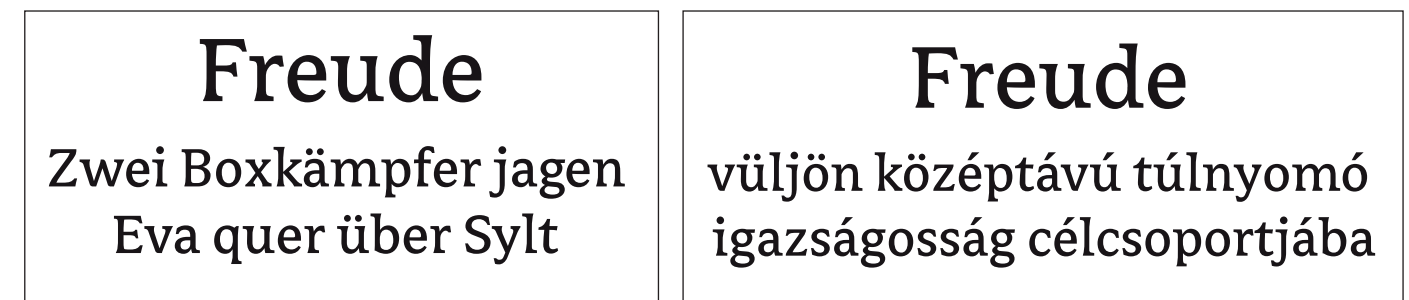 Freude
Zwei Boxkämpfer jagen
Eva quer über Sylt
Freude
vüljön középtávú túlnyomó
igazságosság célcsoportjába